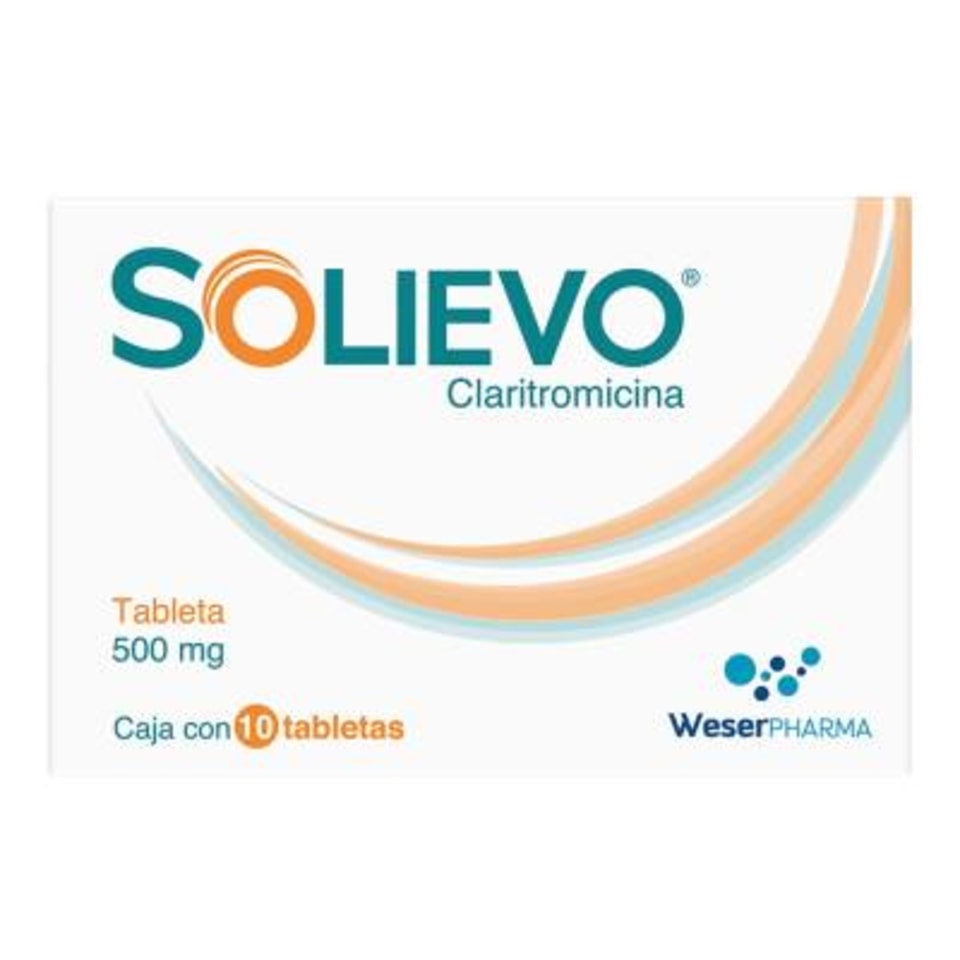 SOLIEVO®
Claritromicina
Tableta
500 mg
Caja con 10 tabletas
WeserPHARMA